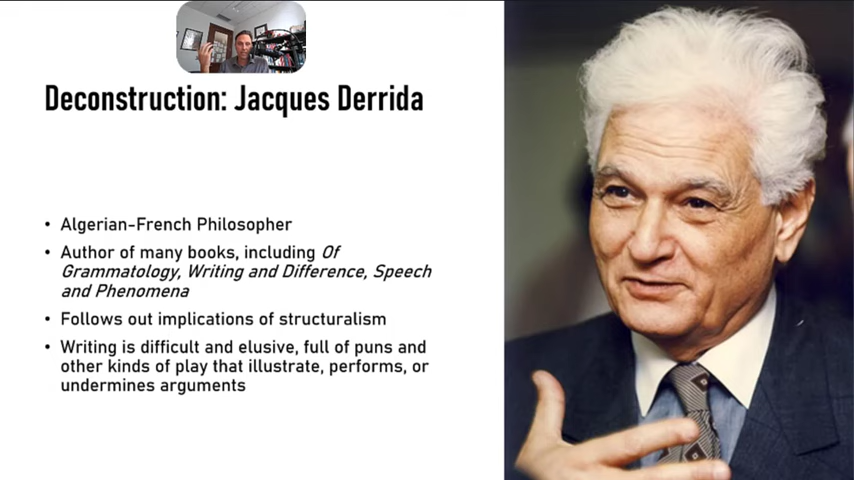 Deconstruction: Jacques Derrida
• Algerian-French Philosopher
• Author of many books, including Of
Grammatology, Writing and Difference, Speech
and Phenomena
• Follows out implications of structuralism
• Writing is difficult and elusive, full of puns and
other kinds of play that illustrate, performs, or
undermines arguments